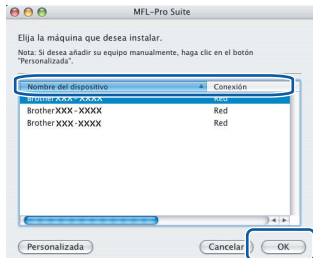 MFL-Pro Suite
Elija la máquina que desea instalar.
Nota: Si desea añadir su equipo manualmente, haga clic en el botón
"Personalizada".
Nombre del dispositivo Conexión
Brother XXX-XXXX Red
Brother XXX-XXXX Red
Brother XXX-XXXX Red
Personalizada Cancelar OK